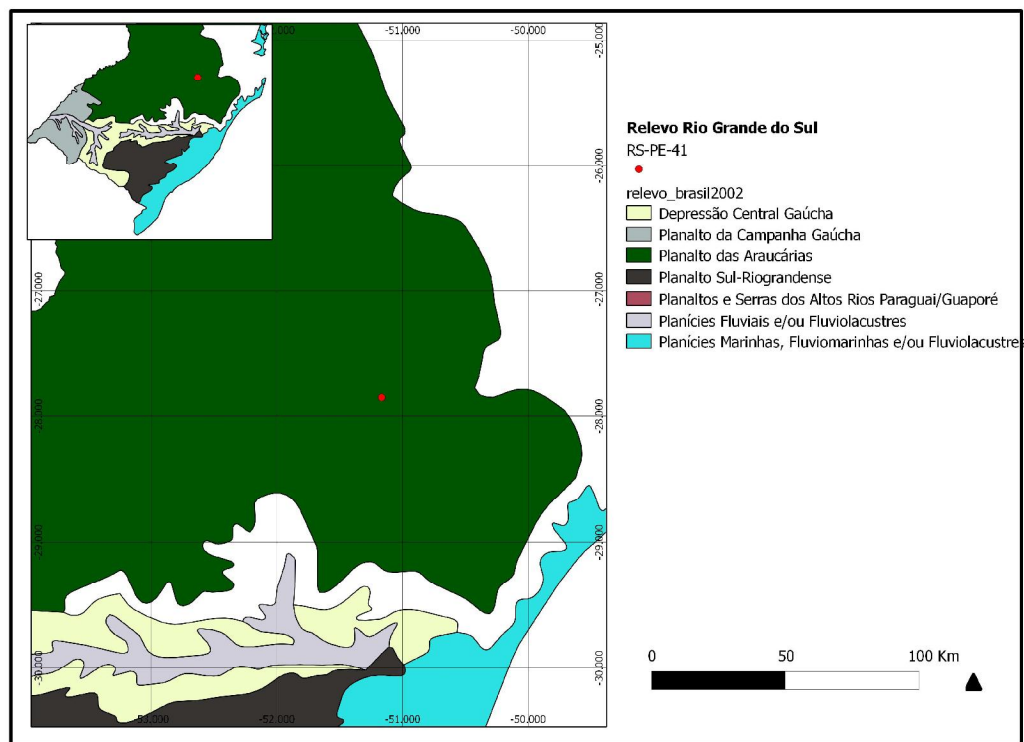 2.000
-51.000
-50.000
-25.000
-26.000
-27.000
-27.000
-28.000
-28.000
-29.000
-29.000
-30.000
-30.000
-53.000
-52.000
-51.000
-50.000
Relevo Rio Grande do Sul
RS-PE-41
relevo_brasil2002
Depressão Central Gaúcha
Planalto da Campanha Gaúcha
Planalto das Araucárias
Planalto Sul-Riograndense
Planaltos e Serras dos Altos Rios Paraguai/Guaporé
Planícies Fluviais e/ou Fluviolacustres
Planícies Marinhas, Fluviomarinhas e/ou Fluviolacustres
0 50 100 Km